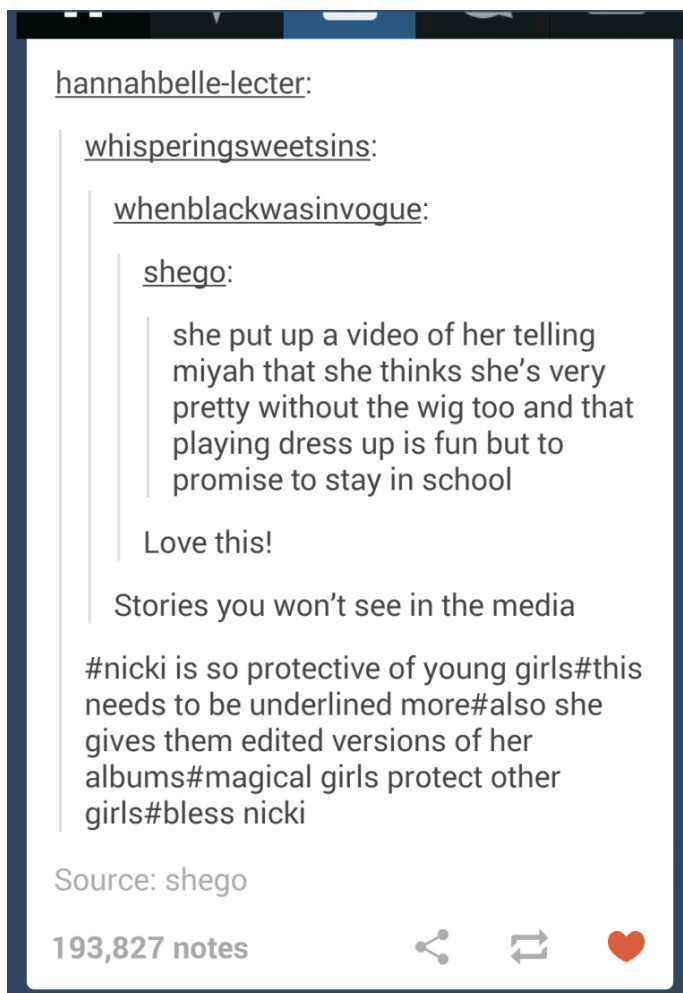 hannahbelle-lecter:
whisperingsweetsins:
whenblackwasinvogue:
shego:
she put up a video of her telling
miyah that she thinks she's very
pretty without the wig too and that
playing dress up is fun but to
promise to stay in school
Love this!
Stories you won't see in the media
#nicki is so protective of young girls#this
needs to be underlined more#also she
gives them edited versions of her
albums#magical girls protect other
girls#bless nicki
Source: shego
193,827 notes